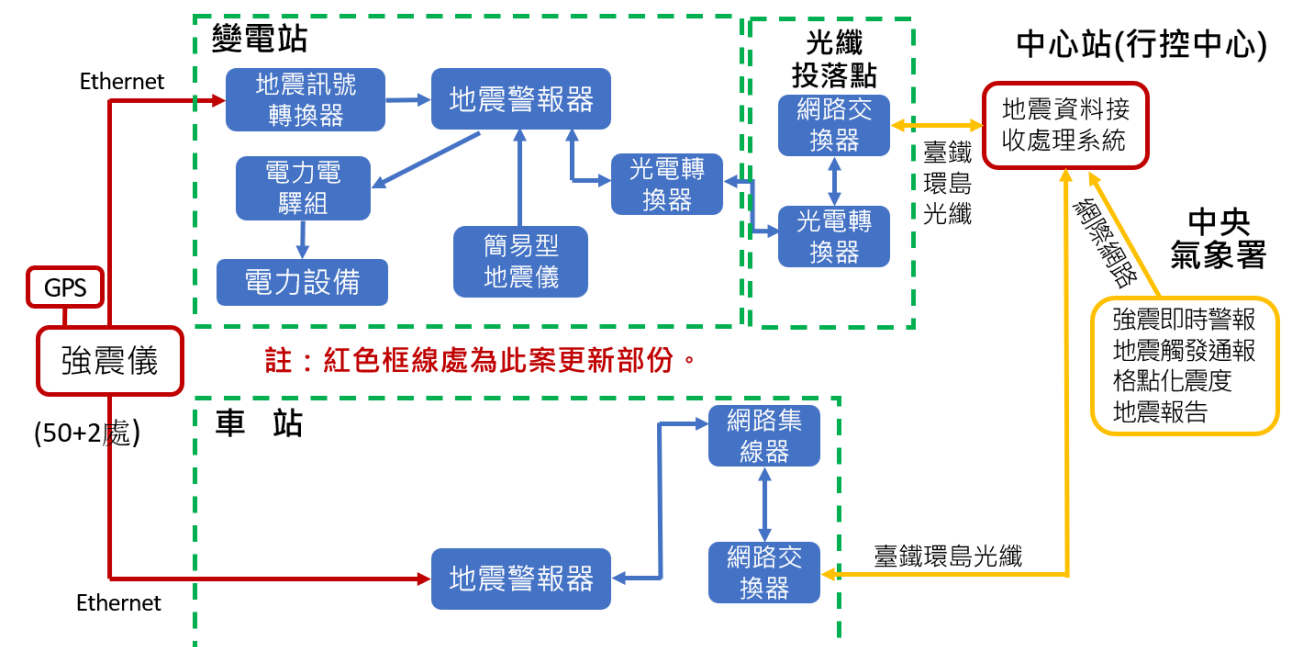 變電站
Ethernet
地震訊號
轉換器
地震警報器
電力電
驛組
電力設備
簡易型
地震儀
光電轉
換器
光纖
投落點
網路交
換器
光電轉
換器
臺鐵
環島
光纖
中心站(行控中心)
地震資料接
收處理系統
網際網路
中央
氣象署
強震即時警報
地震觸發通報
格點化震度
地震報告
GPS
強震儀
(50+2處)
註：紅色框線處為此案更新部份。
車 站
網路集
線器
網路交
換器
地震警報器
Ethernet
臺鐵環島光纖